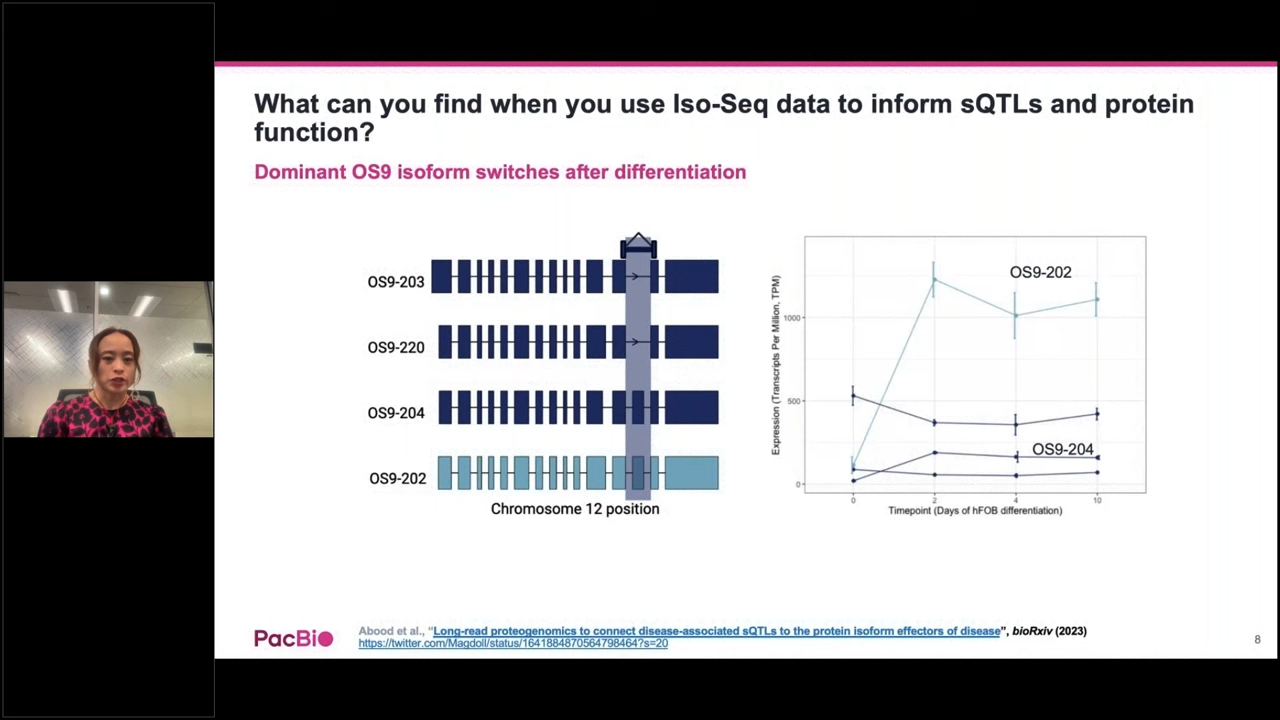 What can you find when you use Iso-Seq data to inform sQTLs and protein
function?
Dominant OS9 isoform switches after differentiation
OS9-203
OS9-220
OS9-204
OS9-202
Chromosome 12 position
Expression (Transcripts Per Million, TPM)
1000
500
0
OS9-202
OS9-204
0 2 4 10
Timepoint (Days of hFOB differentiation)
PacBio
Abood et al., “Long-read proteogenomics to connect disease-associated sQTLs to the protein isoform effectors of disease”, bioRxiv (2023)
https://twitter.com/Magdoll/status/1641884870564798464?s=20
8